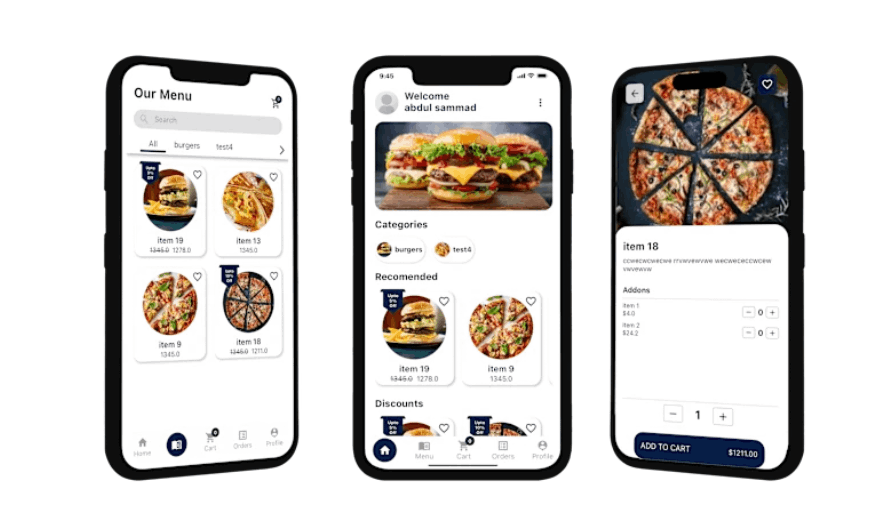 Our Menu
0
Search
All burgers test4
Upto
5%
Off
item 19
1345.0 1278.0
item 13
1345.0
item 9
1345.0
Upto
10%
Off
item 18
1345.0 1211.0
Home
0
Cart
Orders
Profile
9:45
Welcome
abdul sammad
Categories
burgers
test4
Recomended
Upto
5%
Off
item 19
1345.0 1278.0
item 9
1345.0
Discounts
Upto
5%
Off
Upto
10%
Off
Menu
0
Cart
Orders
Profile
item 18
Addons
item 1
$4.0
− 0 +
item 2
$24.2
− 0 +
− 1 +
ADD TO CART $1211.00